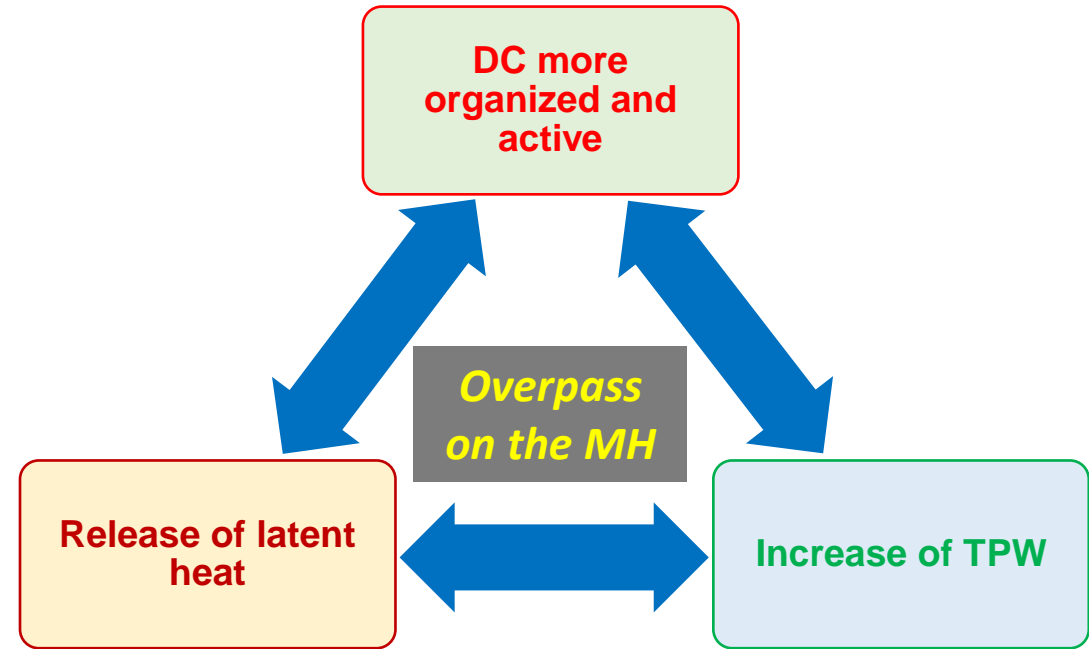 DC more
organized and
active
Overpass
on the MH
Release of latent
heat
Increase of TPW